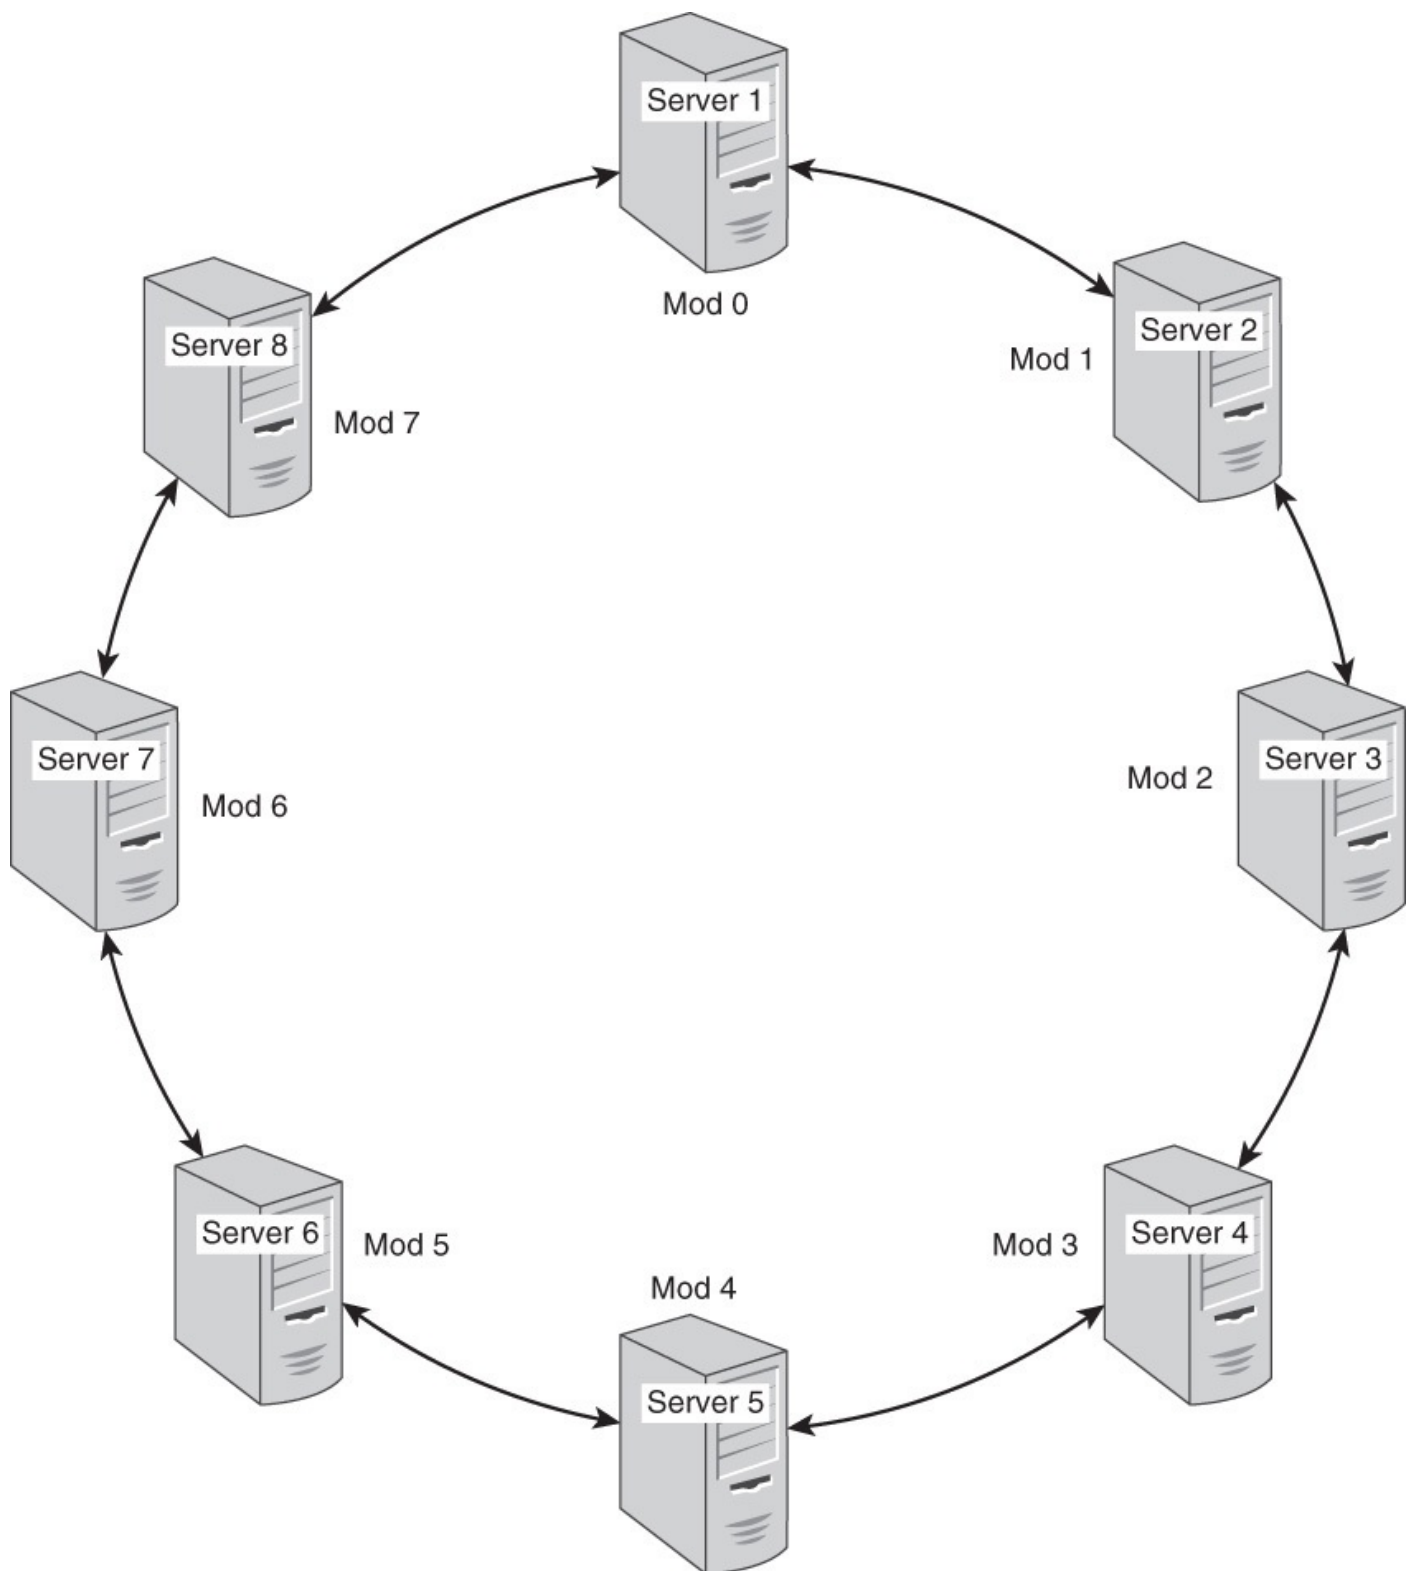 Server 1
Mod 0
Server 2
Mod 1
Server 8
Mod 7
Server 3
Mod 2
Server 7
Mod 6
Server 4
Mod 3
Server 6
Mod 5
Mod 4
Server 5